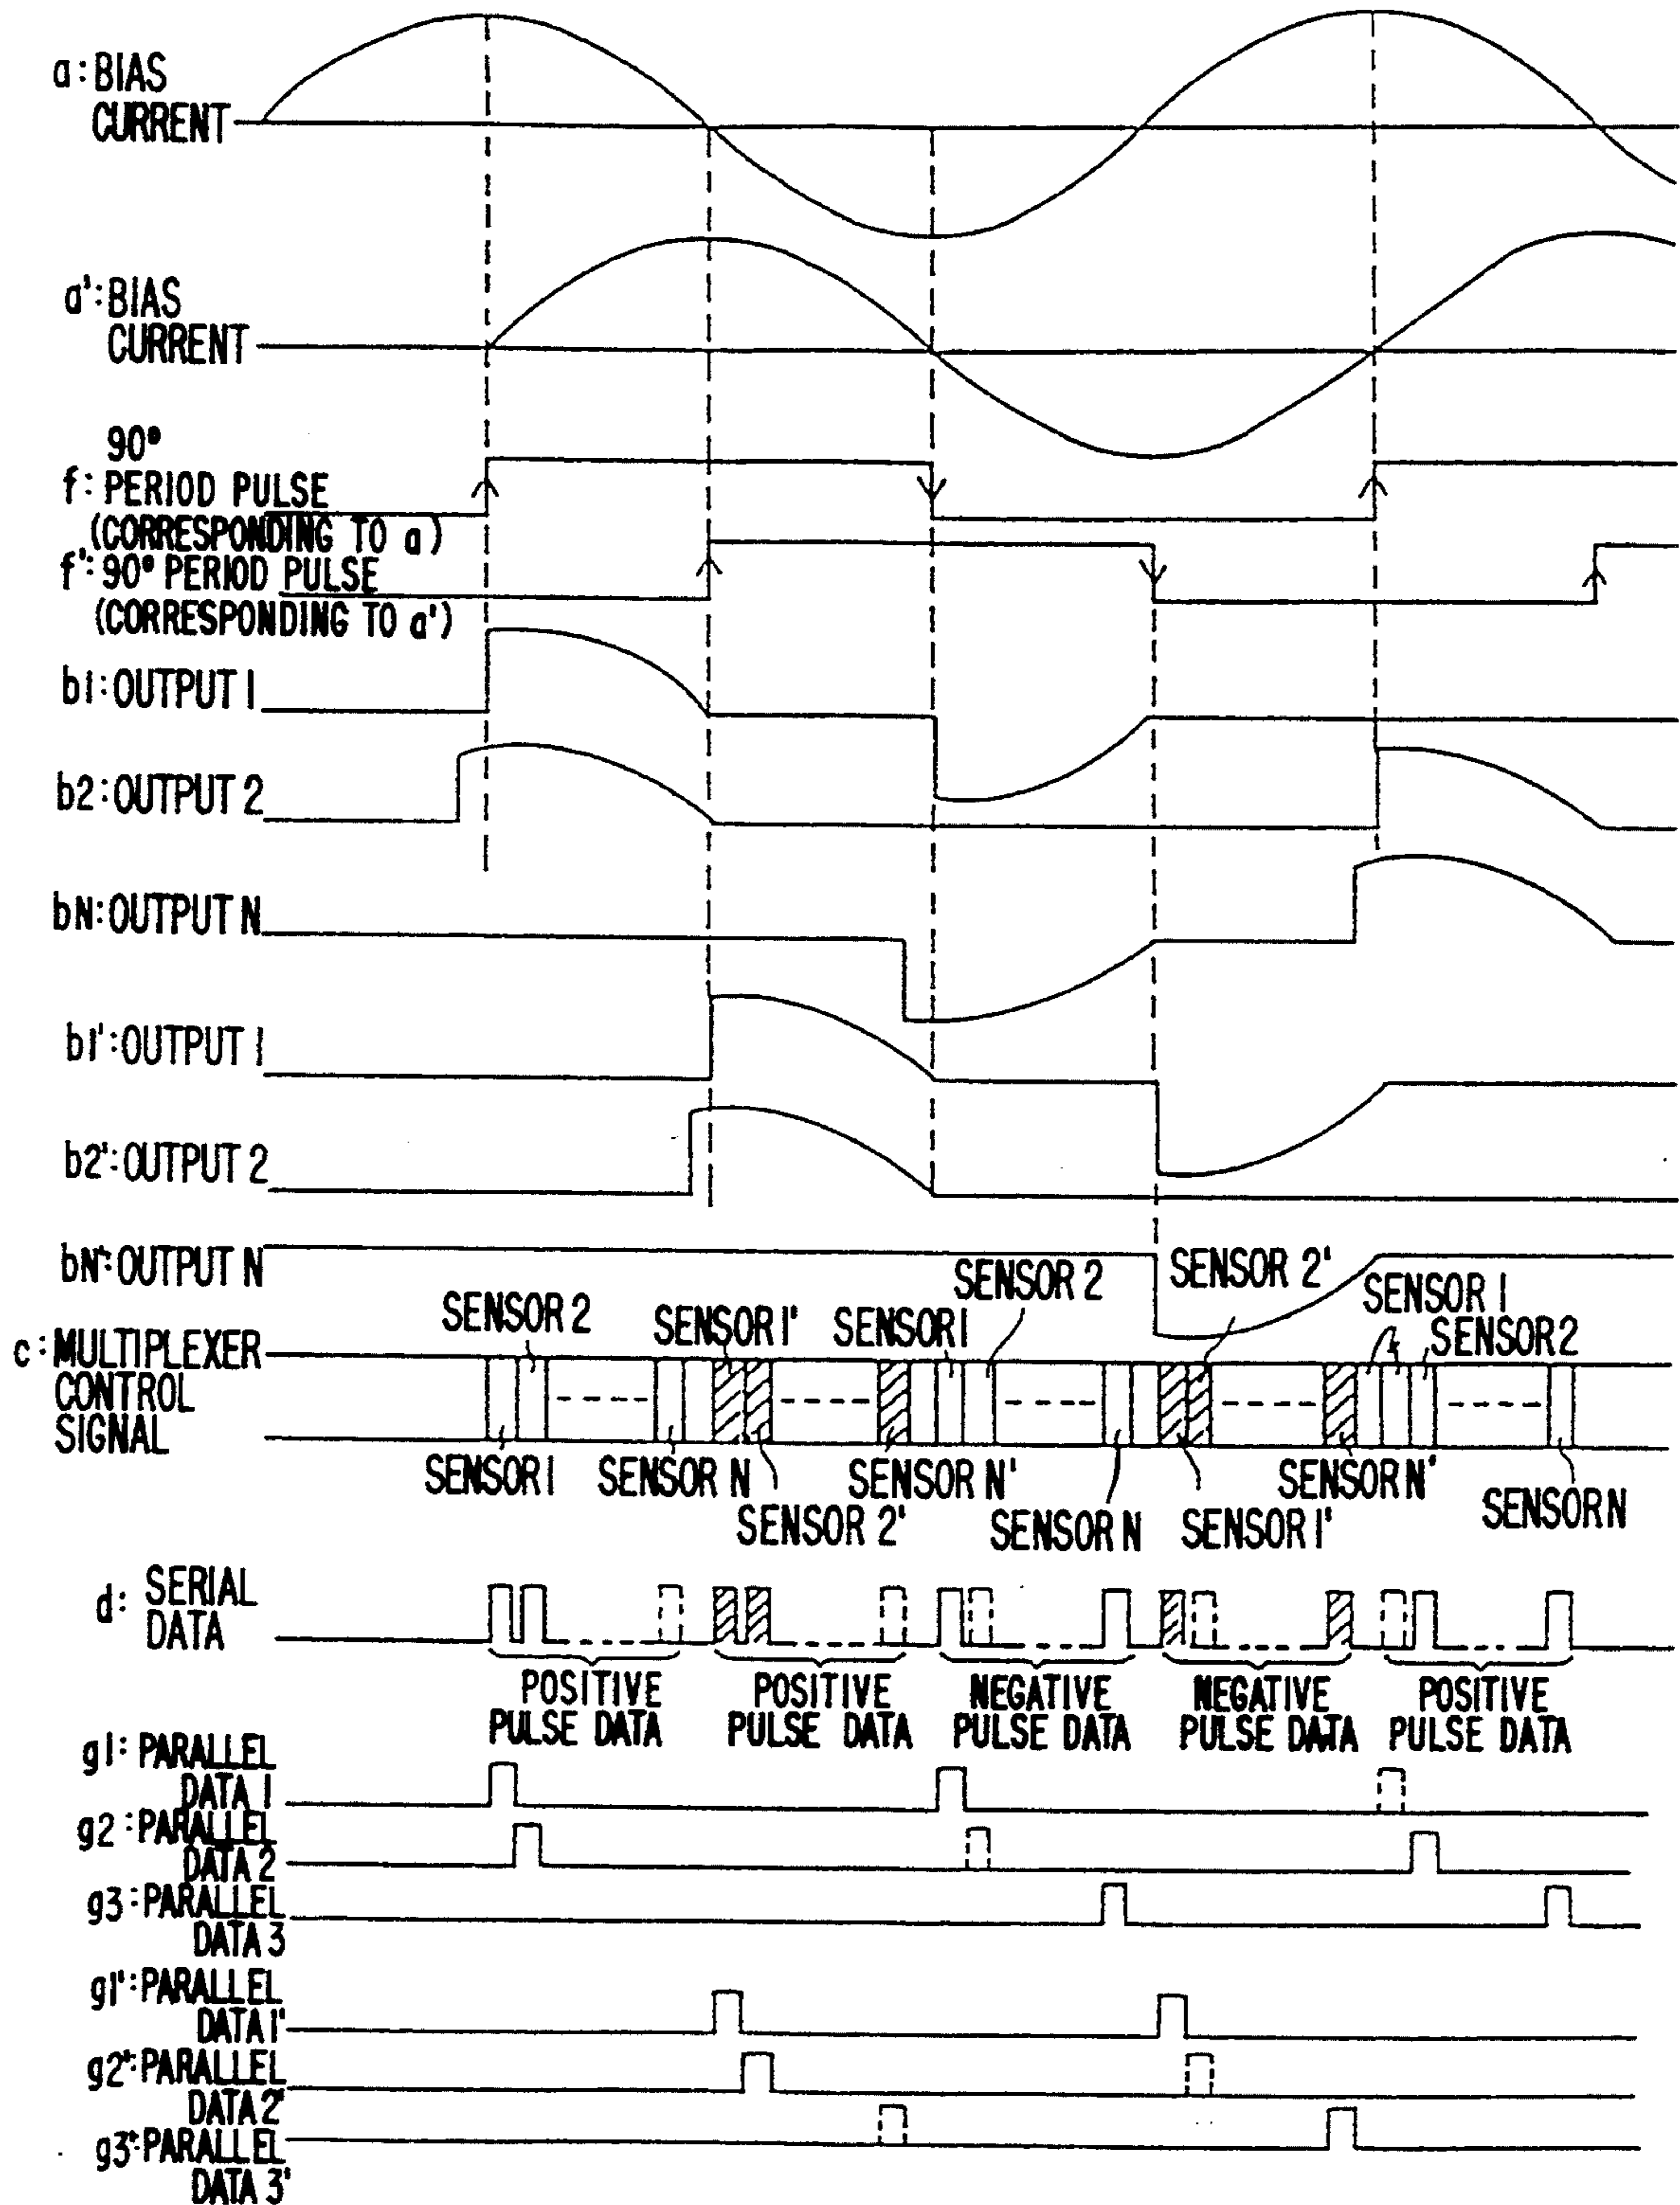 a: BIAS
CURRENT
a': BIAS
CURRENT
90°
f: PERIOD PULSE
(CORRESPONDING TO a)
f': 90° PERIOD PULSE
(CORRESPONDING TO a')
b1: OUTPUT 1
b2: OUTPUT 2
bN: OUTPUT N
b1': OUTPUT 1
b2': OUTPUT 2
bN': OUTPUT N
SENSOR 2
SENSOR 1'
SENSOR 1
SENSOR 2
SENSOR 2'
SENSOR 1
SENSOR 2
c: MULTIPLEXER
CONTROL
SIGNAL
SENSOR 1
SENSOR N
SENSOR 2'
SENSOR N'
SENSOR N
SENSOR 1'
SENSOR N'
SENSOR N
d: SERIAL
DATA
POSITIVE
PULSE DATA
POSITIVE
PULSE DATA
NEGATIVE
PULSE DATA
NEGATIVE
PULSE DATA
POSITIVE
PULSE DATA
g1: PARALLEL
DATA 1
g2: PARALLEL
DATA 2
g3: PARALLEL
DATA 3
g1': PARALLEL
DATA 1'
g2': PARALLEL
DATA 2'
g3': PARALLEL
DATA 3'